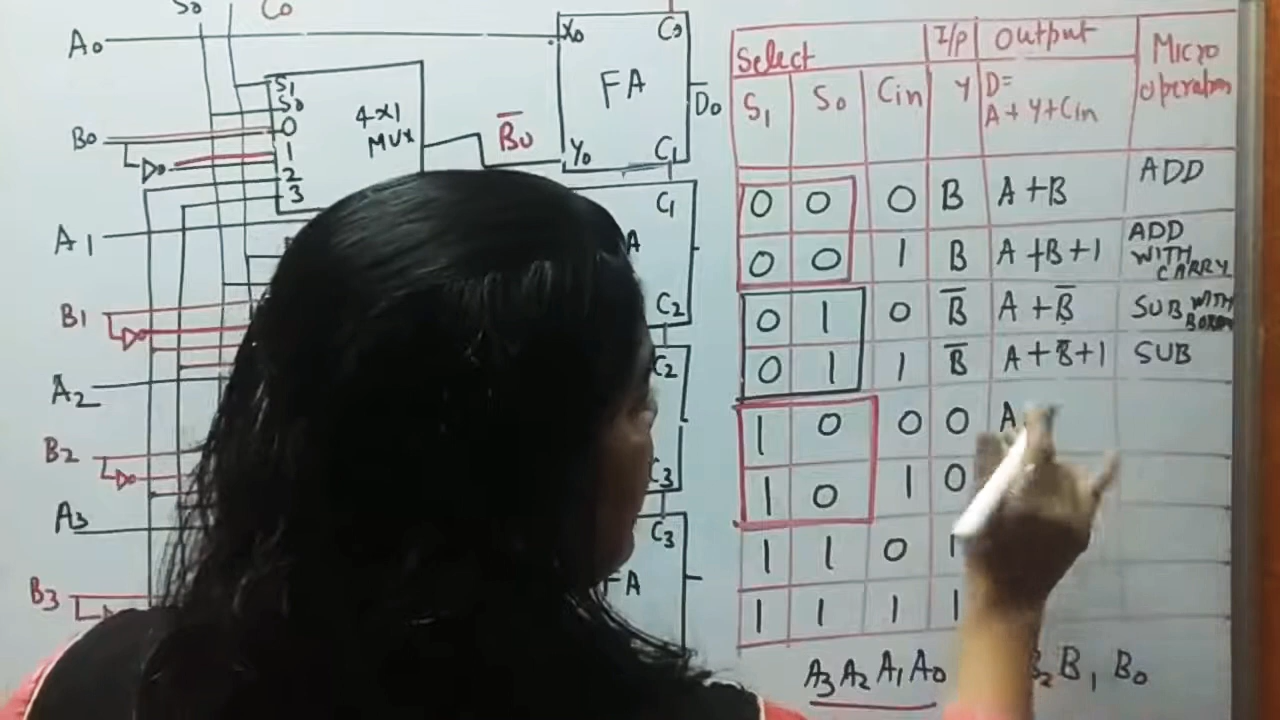 S0 C0
A0
X0 C0
FA
D0
S1
S0
0
1
2
3
4x1
MUX
B0
B̅0
Y0 C1
A1
C1
A
B1
C2
A2
C2
B2
C3
A3
C3
FA
B3
Select I/p Output Micro operation
S1 S0 Cin Y D= A+Y+Cin
0 0 0 B A+B ADD
0 0 1 B A+B+1 ADD WITH CARRY
0 1 0 B̅ A+B̅ SUB WITH BORROW
0 1 1 B̅ A+B̅+1 SUB
1 0 0 0 A
1 0 1 0
1 1 0 1
1 1 1 1
A3 A2 A1 A0 B2 B1 B0